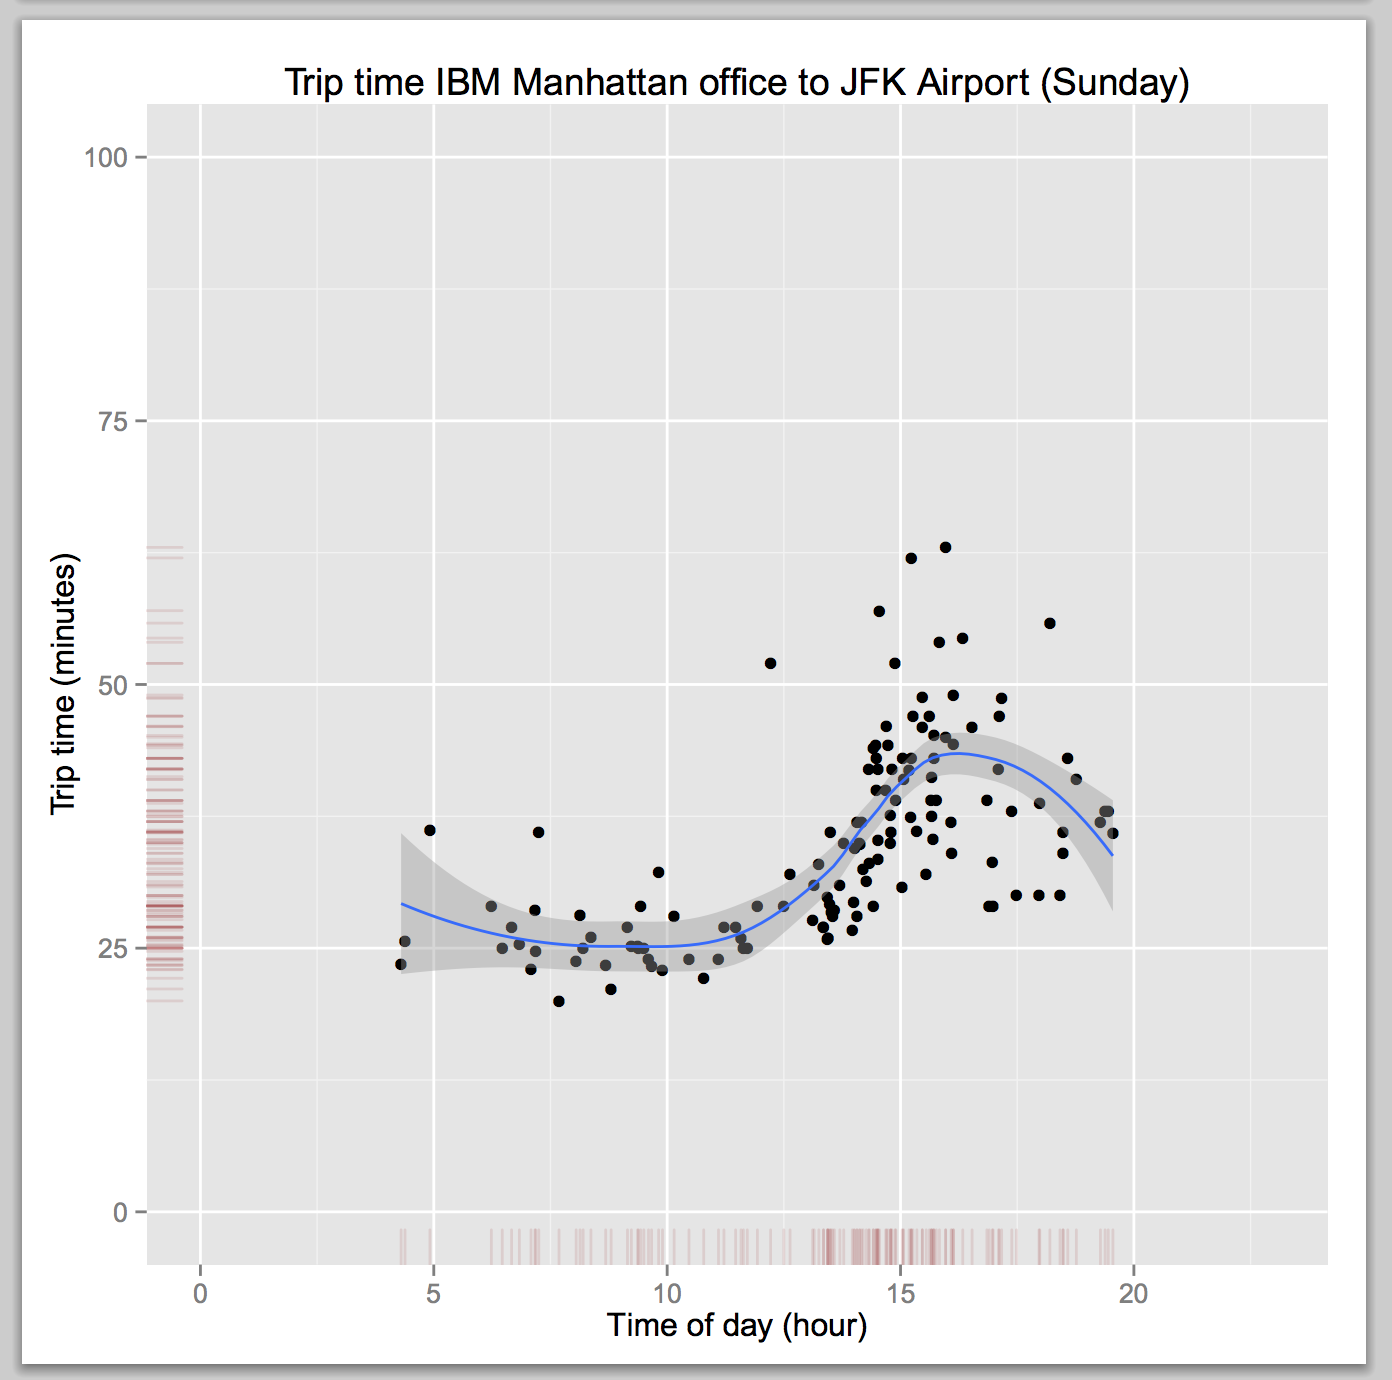 Trip time IBM Manhattan office to JFK Airport (Sunday)
100
75
50
25
0
Trip time (minutes)
0 5 10 15 20
Time of day (hour)